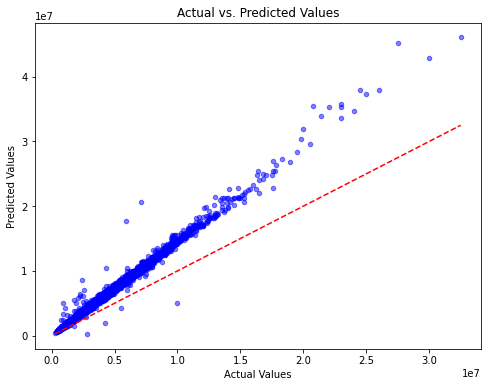 Actual vs. Predicted Values
1e7
4
3
2
1
0
Predicted Values
0.0 0.5 1.0 1.5 2.0 2.5 3.0
1e7
Actual Values